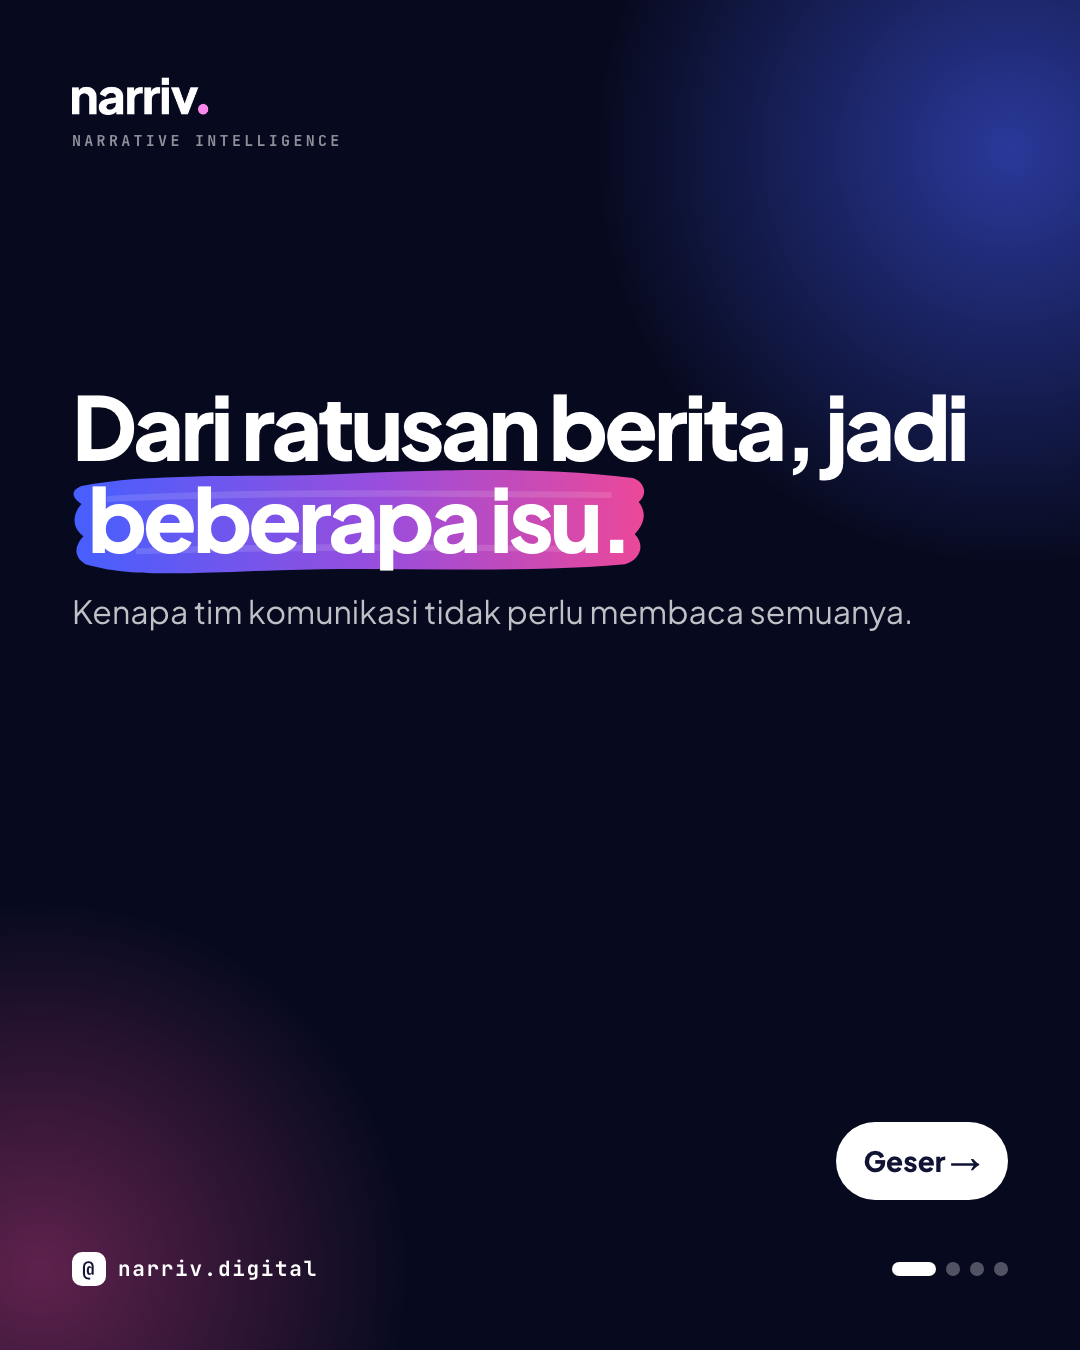 narriv.
NARRATIVE INTELLIGENCE
Dari ratusan berita, jadi
beberapa isu.
Kenapa tim komunikasi tidak perlu membaca semuanya.
Geser →
@ narriv.digital